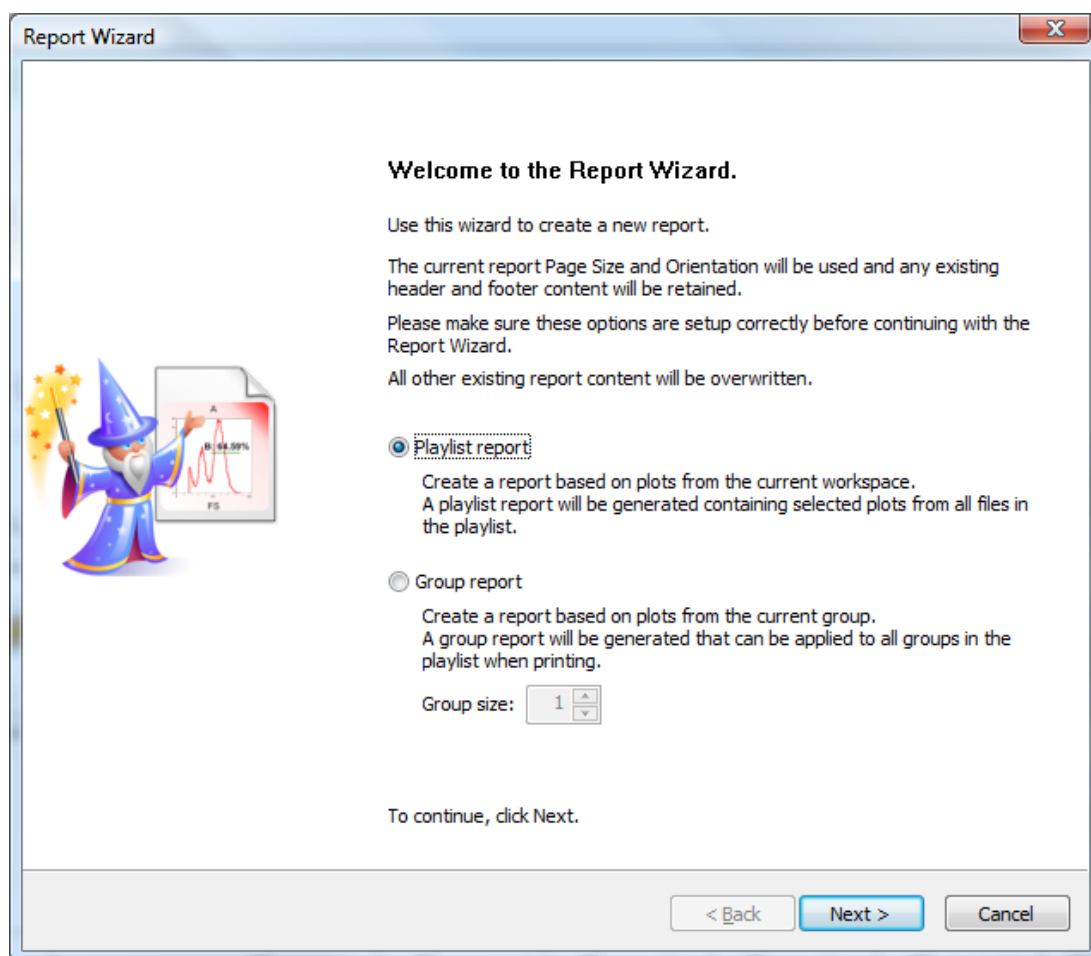 Report Wizard
Welcome to the Report Wizard.
Use this wizard to create a new report.
The current report Page Size and Orientation will be used and any existing
header and footer content will be retained.
Please make sure these options are setup correctly before continuing with the
Report Wizard.
All other existing report content will be overwritten.
A
B: 64.59%
FS
Playlist report
Create a report based on plots from the current workspace.
A playlist report will be generated containing selected plots from all files in
the playlist.
Group report
Create a report based on plots from the current group.
A group report will be generated that can be applied to all groups in the
playlist when printing.
Group size: 1
To continue, click Next.
< Back Next > Cancel